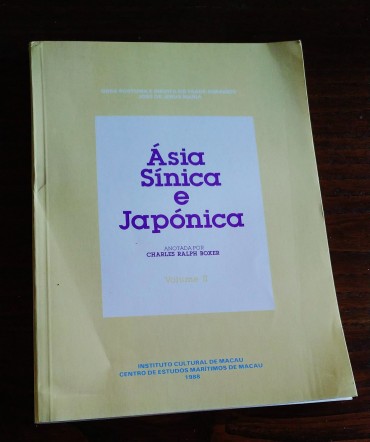 Ásia
Sínica
e
Japónica
ANOTADA POR
CHARLES RALPH BOXER
Volume I
INSTITUTO CULTURAL DE MACAU
CENTRO DE ESTUDOS MARÍTIMOS DE MACAU
1988